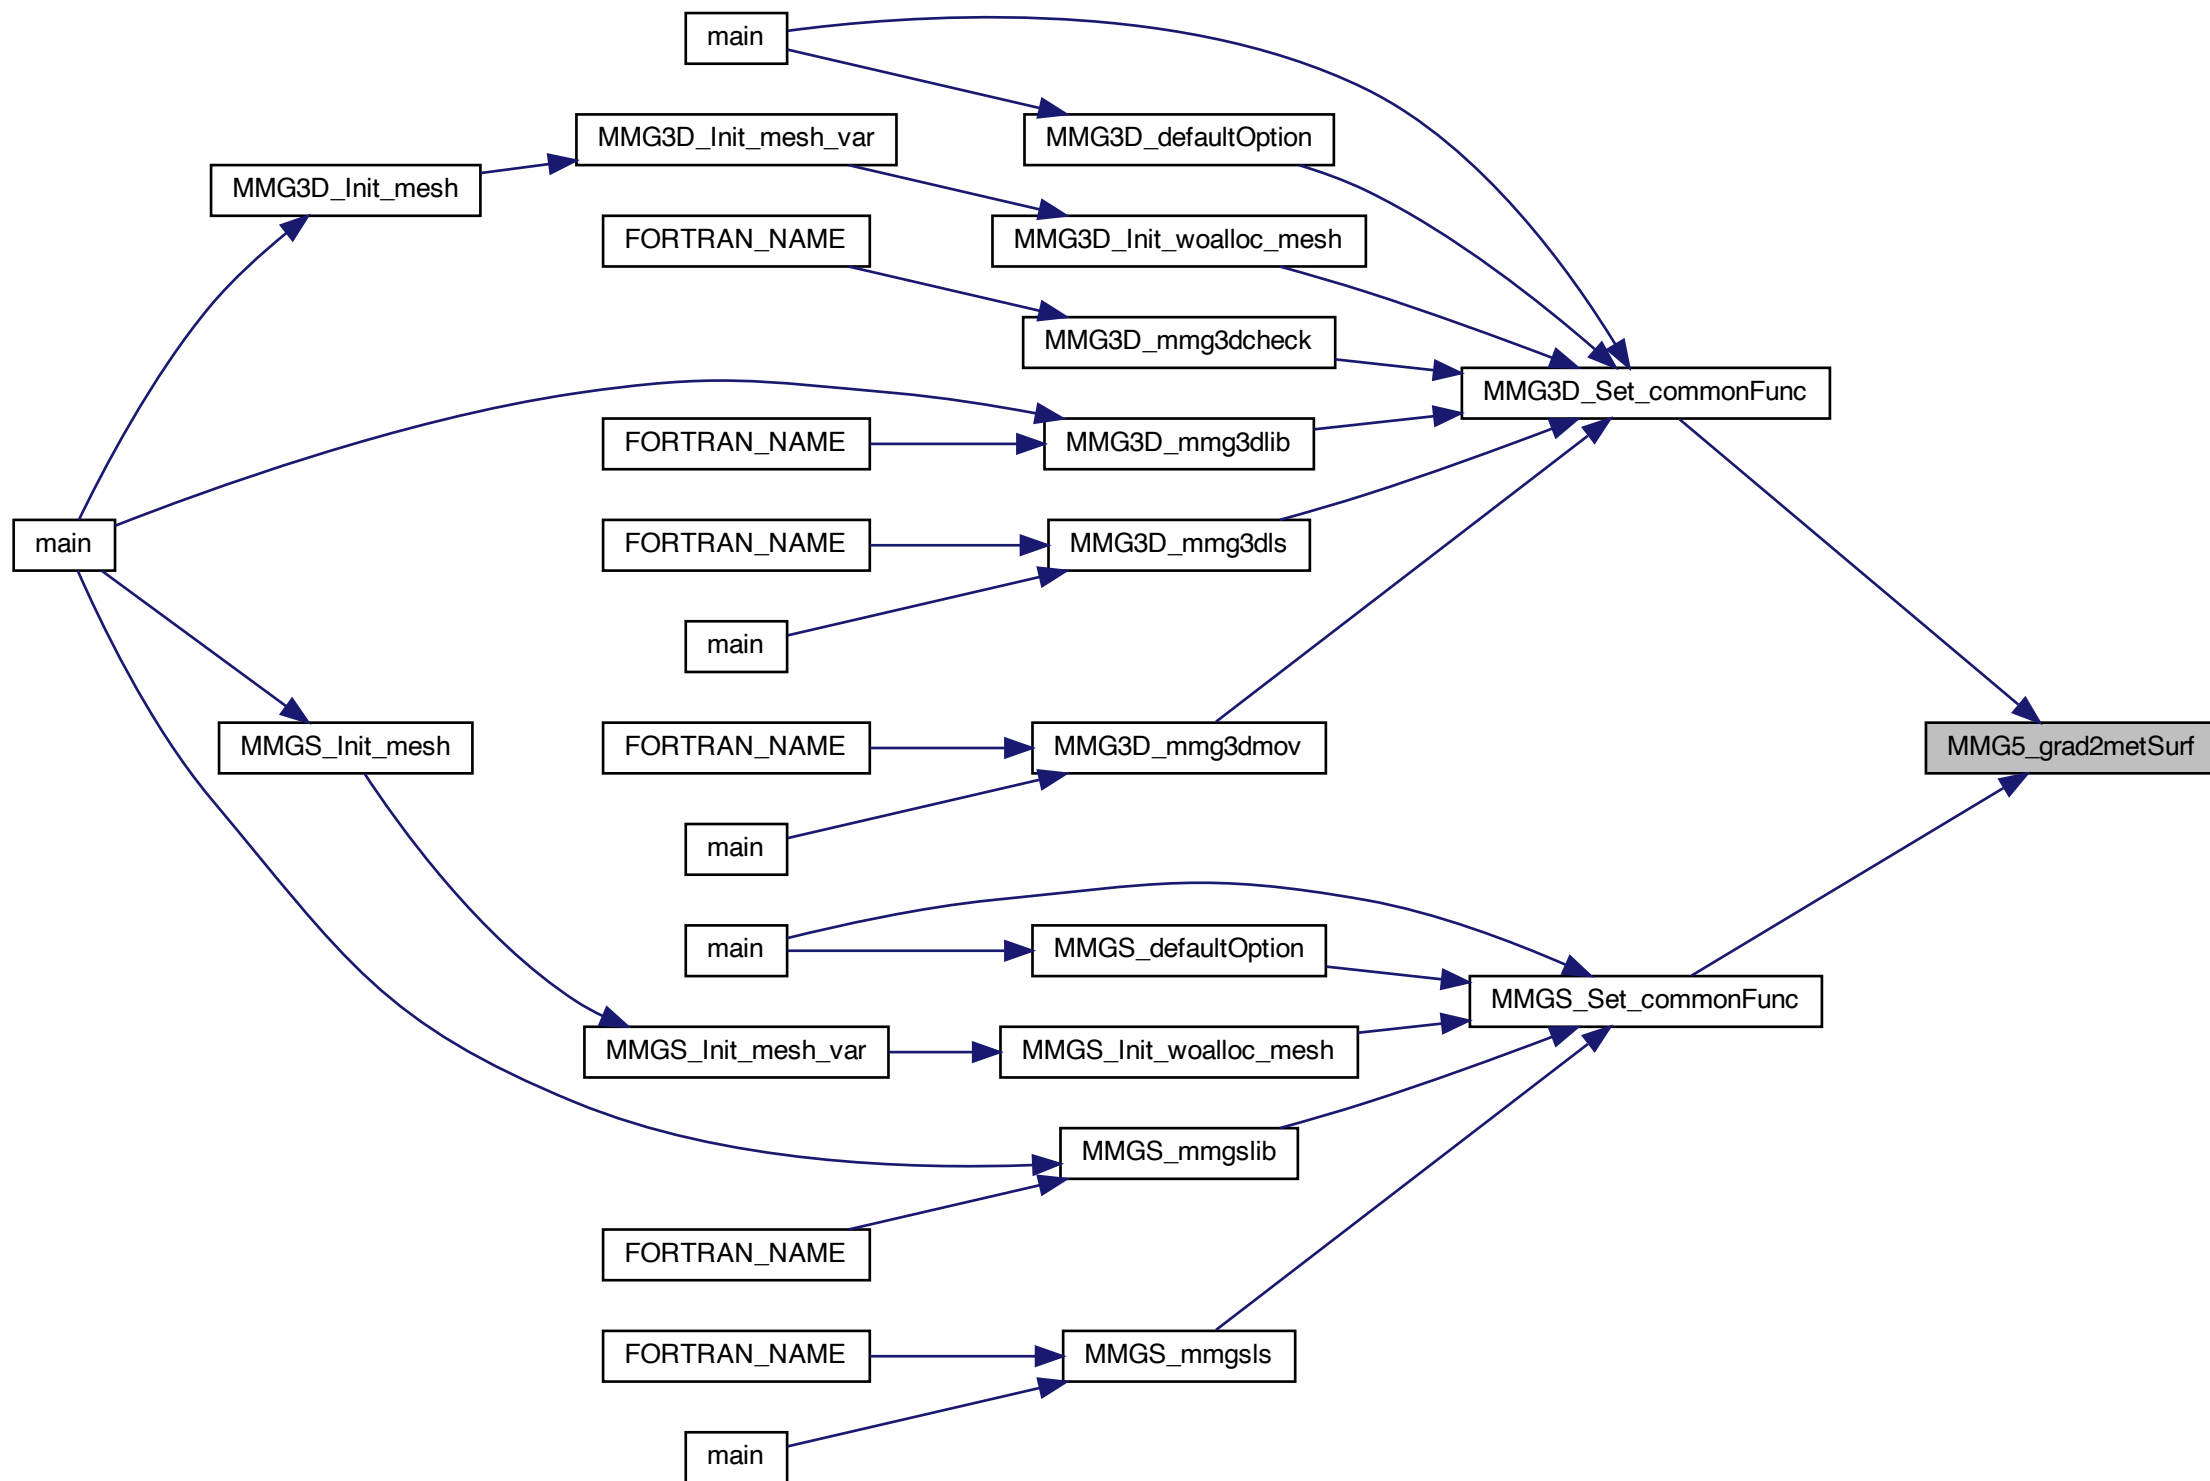 main
MMG3D_Init_mesh_var
MMG3D_defaultOption
MMG3D_Init_mesh
FORTRAN_NAME
MMG3D_Init_woalloc_mesh
MMG3D_mmg3dcheck
MMG3D_Set_commonFunc
FORTRAN_NAME
MMG3D_mmg3dlib
main
FORTRAN_NAME
MMG3D_mmg3dls
main
MMGS_Init_mesh
FORTRAN_NAME
MMG3D_mmg3dmov
MMG5_grad2metSurf
main
main
MMGS_defaultOption
MMGS_Set_commonFunc
MMGS_Init_mesh_var
MMGS_Init_woalloc_mesh
MMGS_mmgslib
FORTRAN_NAME
FORTRAN_NAME
MMGS_mmgsls
main